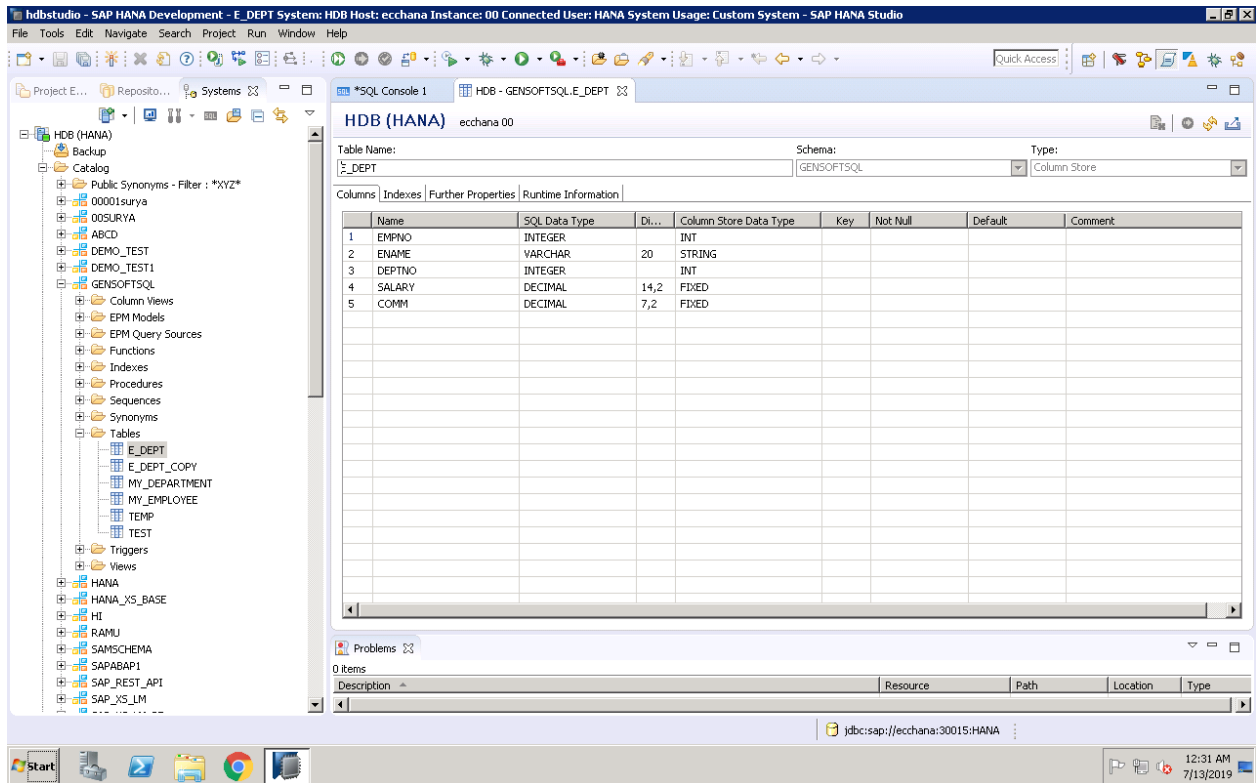 hdbstudio - SAP HANA Development - E_DEPT System: HDB Host: ecchana Instance: 00 Connected User: HANA System Usage: Custom System - SAP HANA Studio
File Tools Edit Navigate Search Project Run Window Help
Quick Access
Project E... Reposito... Systems
*SQL Console 1 HDB - GENSOFTSQL.E_DEPT
HDB (HANA) ecchana 00
Table Name: Schema: Type:
E_DEPT GENSOFTSQL Column Store
Columns Indexes Further Properties Runtime Information
Name SQL Data Type Di... Column Store Data Type Key Not Null Default Comment
1 EMPNO INTEGER INT
2 ENAME VARCHAR 20 STRING
3 DEPTNO INTEGER INT
4 SALARY DECIMAL 14,2 FIXED
5 COMM DECIMAL 7,2 FIXED
HDB (HANA)
Backup
Catalog
Public Synonyms - Filter : *XYZ*
00001surya
00SURYA
ABCD
DEMO_TEST
DEMO_TEST1
GENSOFTSQL
Column Views
EPM Models
EPM Query Sources
Functions
Indexes
Procedures
Sequences
Synonyms
Tables
E_DEPT
E_DEPT_COPY
MY_DEPARTMENT
MY_EMPLOYEE
TEMP
TEST
Triggers
Views
HANA
HANA_XS_BASE
HI
RAMU
SAMSCHEMA
SAPABAP1
SAP_REST_API
SAP_XS_LM
Problems
0 items
Description Resource Path Location Type
jdbc:sap://ecchana:30015:HANA
Start
12:31 AM
7/13/2019